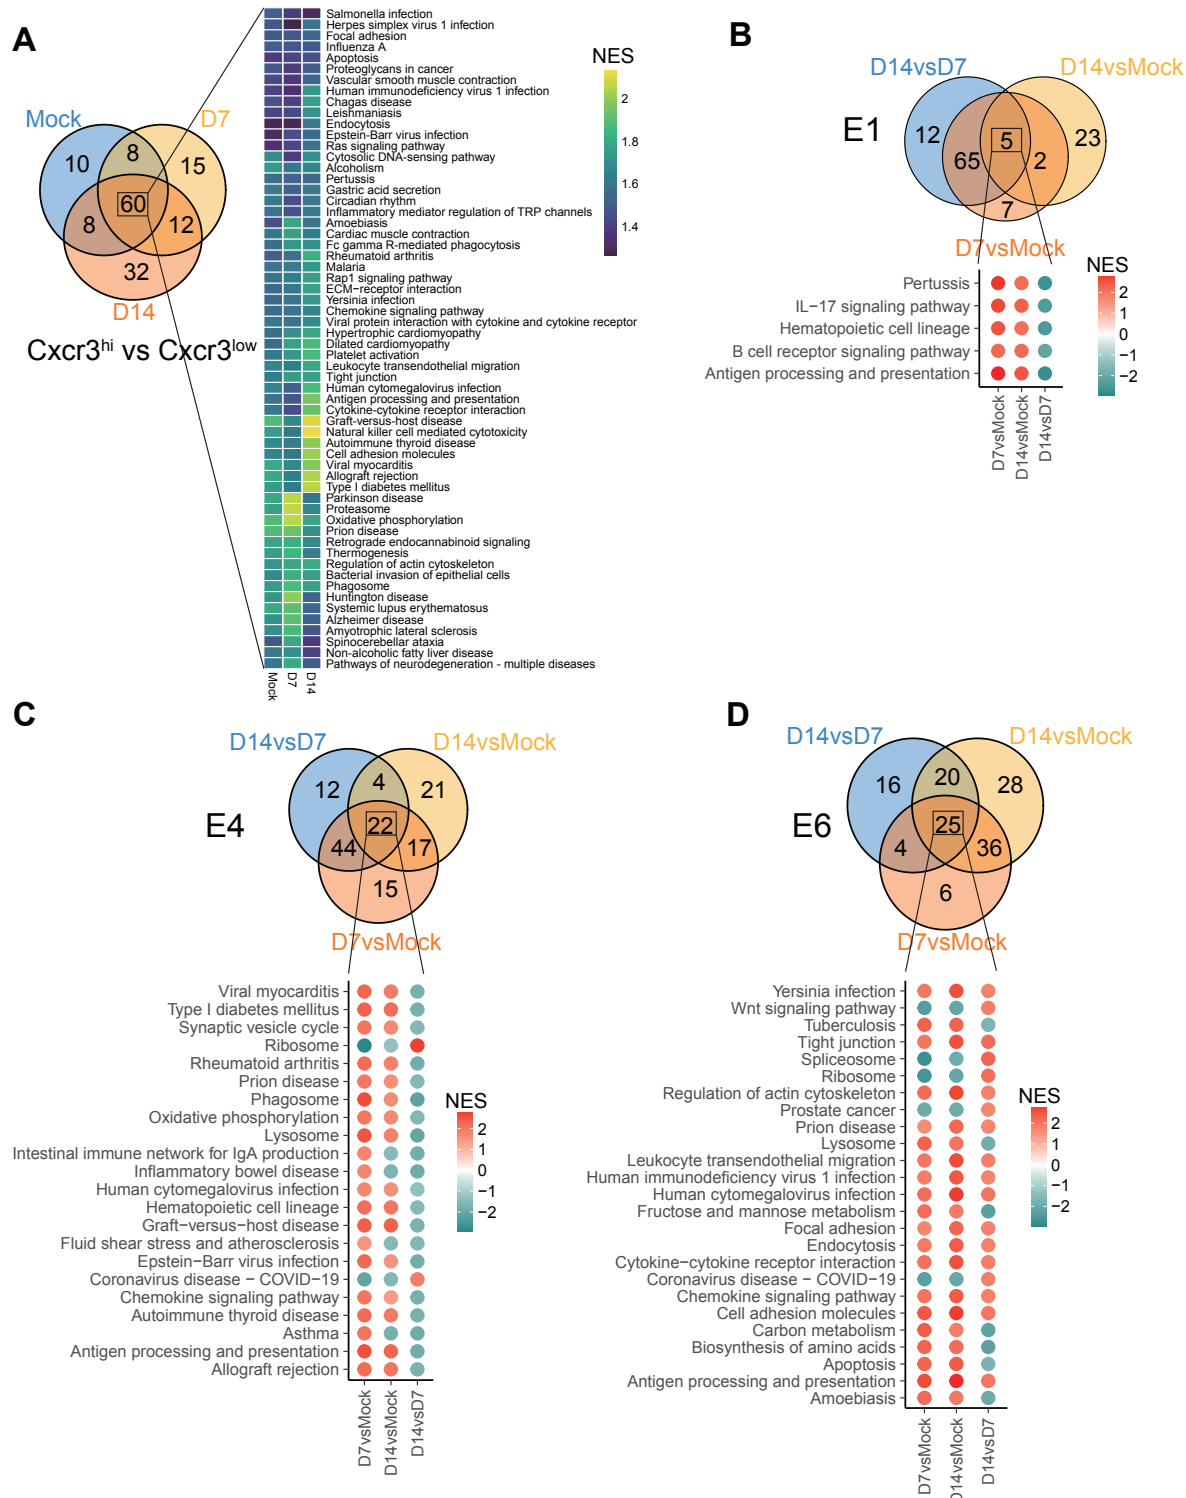 A
Mock
D7
10
8
15
60
8
12
32
D14
Cxcr3hi vs Cxcr3low
Salmonella infection
Herpes simplex virus 1 infection
Focal adhesion
Influenza A
Apoptosis
Proteoglycans in cancer
Vascular smooth muscle contraction
Human immunodeficiency virus 1 infection
Chagas disease
Leishmaniasis
Endocytosis
Epstein-Barr virus infection
Ras signaling pathway
Cytosolic DNA-sensing pathway
Alcoholism
Pertussis
Gastric acid secretion
Circadian rhythm
Inflammatory mediator regulation of TRP channels
Amoebiasis
Cardiac muscle contraction
Fc gamma R-mediated phagocytosis
Rheumatoid arthritis
Malaria
Rap1 signaling pathway
ECM−receptor interaction
Yersinia infection
Chemokine signaling pathway
Viral protein interaction with cytokine and cytokine receptor
Hypertrophic cardiomyopathy
Dilated cardiomyopathy
Platelet activation
Leukocyte transendothelial migration
Tight junction
Human cytomegalovirus infection
Antigen processing and presentation
Cytokine-cytokine receptor interaction
Graft-versus-host disease
Natural killer cell mediated cytotoxicity
Autoimmune thyroid disease
Cell adhesion molecules
Viral myocarditis
Allograft rejection
Type I diabetes mellitus
Parkinson disease
Proteasome
Oxidative phosphorylation
Prion disease
Retrograde endocannabinoid signaling
Thermogenesis
Regulation of actin cytoskeleton
Bacterial invasion of epithelial cells
Phagosome
Huntington disease
Systemic lupus erythematosus
Alzheimer disease
Amyotrophic lateral sclerosis
Spinocerebellar ataxia
Non-alcoholic fatty liver disease
Pathways of neurodegeneration - multiple diseases
Mock
D7
D14
NES
2
1.8
1.6
1.4
B
D14vsD7
D14vsMock
E1
12
5
23
65
2
7
D7vsMock
Pertussis
IL−17 signaling pathway
Hematopoietic cell lineage
B cell receptor signaling pathway
Antigen processing and presentation
D7vsMock
D14vsMock
D14vsD7
NES
2
1
0
−1
−2
C
D14vsD7
D14vsMock
E4
12
4
21
22
44
17
15
D7vsMock
Viral myocarditis
Type I diabetes mellitus
Synaptic vesicle cycle
Ribosome
Rheumatoid arthritis
Prion disease
Phagosome
Oxidative phosphorylation
Lysosome
Intestinal immune network for IgA production
Inflammatory bowel disease
Human cytomegalovirus infection
Hematopoietic cell lineage
Graft−versus−host disease
Fluid shear stress and atherosclerosis
Epstein−Barr virus infection
Coronavirus disease − COVID−19
Chemokine signaling pathway
Autoimmune thyroid disease
Asthma
Antigen processing and presentation
Allograft rejection
D7vsMock
D14vsMock
D14vsD7
NES
2
1
0
−1
−2
D
D14vsD7
D14vsMock
E6
16
20
28
25
4
36
6
D7vsMock
Yersinia infection
Wnt signaling pathway
Tuberculosis
Tight junction
Spliceosome
Ribosome
Regulation of actin cytoskeleton
Prostate cancer
Prion disease
Lysosome
Leukocyte transendothelial migration
Human immunodeficiency virus 1 infection
Human cytomegalovirus infection
Fructose and mannose metabolism
Focal adhesion
Endocytosis
Cytokine−cytokine receptor interaction
Coronavirus disease − COVID−19
Chemokine signaling pathway
Cell adhesion molecules
Carbon metabolism
Biosynthesis of amino acids
Apoptosis
Antigen processing and presentation
Amoebiasis
D7vsMock
D14vsMock
D14vsD7
NES
2
1
0
−1
−2